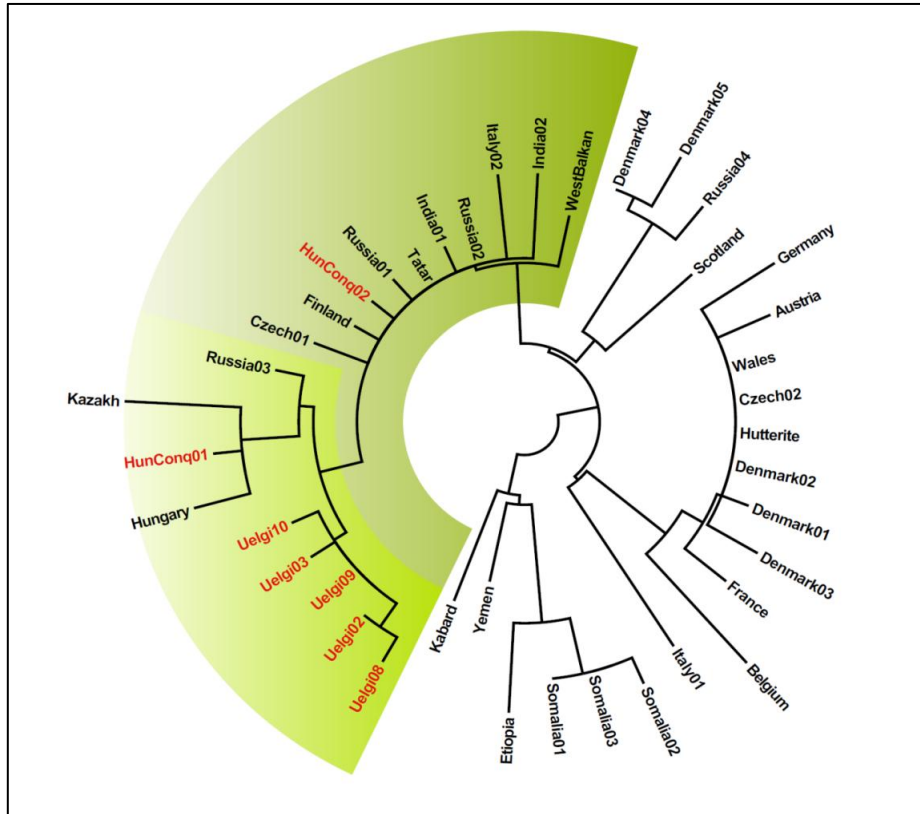 Denmark04
Denmark05
Russia04
Scotland
Germany
Austria
Wales
Czech02
Hutterite
Denmark02
Denmark01
Denmark03
France
Belgium
Italy01
Somalia02
Somalia03
Somalia01
Etiopia
Yemen
Kabard
Uelgi08
Uelgi02
Uelgi09
Uelgi03
Uelgi10
Hungary
HunConq01
Kazakh
Russia03
Czech01
Finland
HunConq02
Russia01
Tatar
India01
Russia02
Italy02
India02
WestBalkan